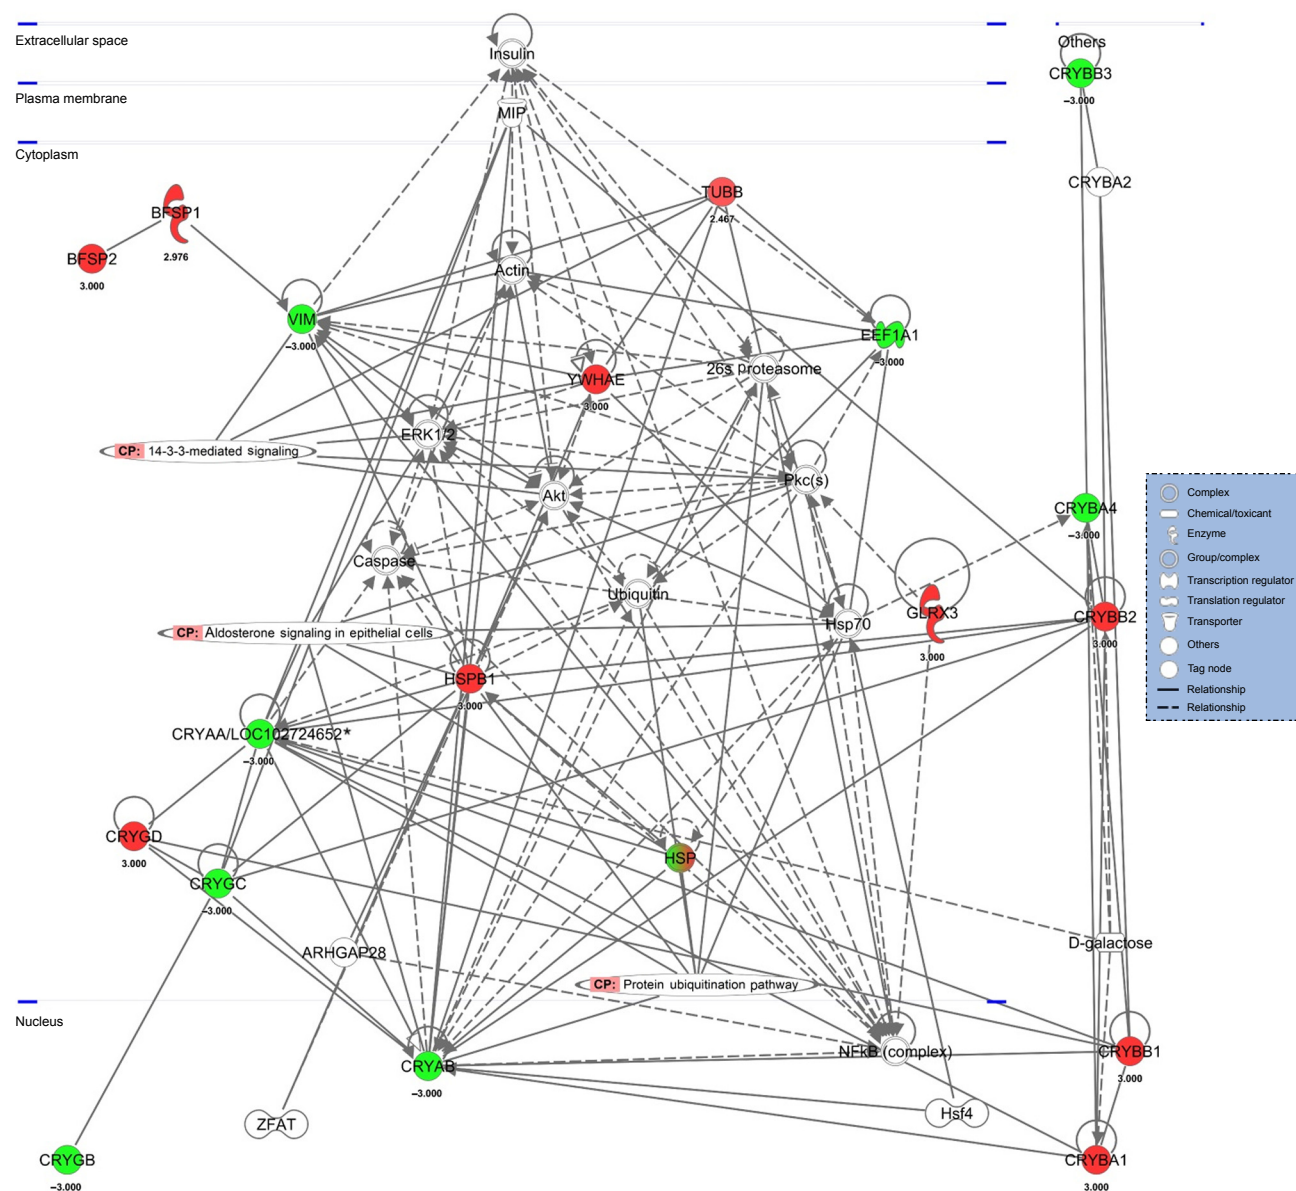 Extracellular space
Insulin
Others
CRYBB3
−3.000
Plasma membrane
MIP
Cytoplasm
CRYBA2
TUBB
2.467
BFSP1
2.976
BFSP2
3.000
Actin
VIM
−3.000
EEF1A1
−3.000
26s proteasome
YWHAE
3.000
ERK1/2
CP: 14-3-3-mediated signaling
Pkc(s)
Akt
CRYBA4
−3.000
Complex
Chemical/toxicant
Enzyme
Group/complex
Transcription regulator
Translation regulator
Transporter
Others
Tag node
Relationship
Relationship
Caspase
Ubiquitin
GLRX3
3.000
Hsp70
CRYBB2
3.000
CP: Aldosterone signaling in epithelial cells
HSPB1
3.000
CRYAA/LOC102724652*
−3.000
CRYGD
3.000
HSP
CRYGC
−3.000
ARHGAP28
D-galactose
CP: Protein ubiquitination pathway
Nucleus
NFkB (complex)
CRYBB1
3.000
CRYAB
−3.000
Hsf4
ZFAT
CRYGB
−3.000
CRYBA1
3.000